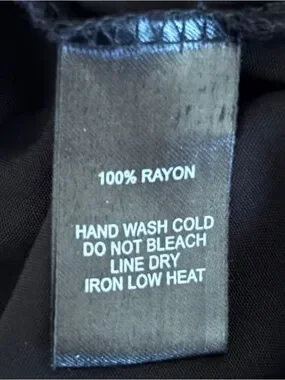 100% RAYON
HAND WASH COLD
DO NOT BLEACH
LINE DRY
IRON LOW HEAT